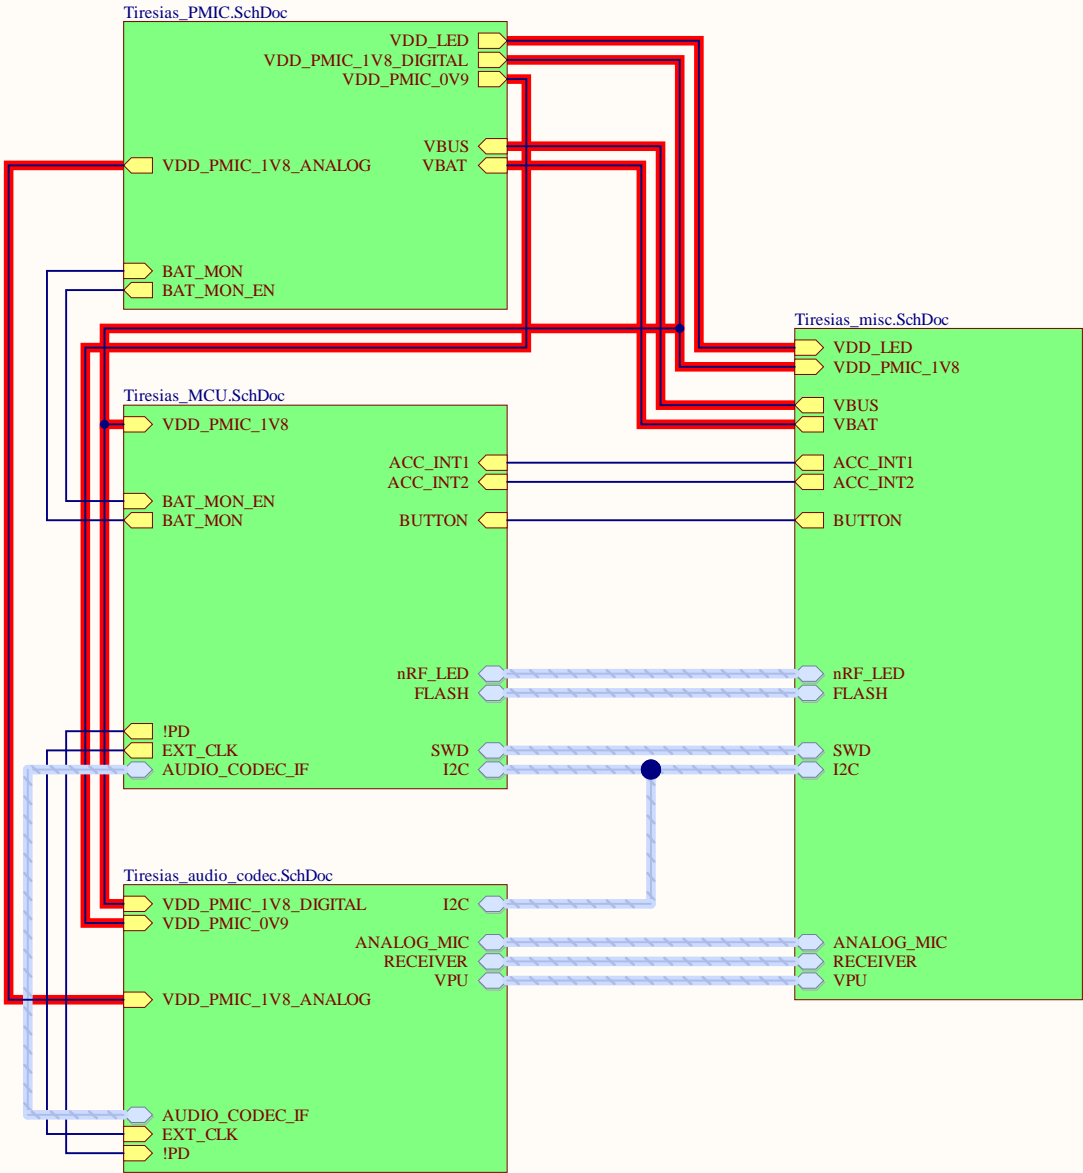 Tiresias_PMIC.SchDoc
VDD_LED
VDD_PMIC_1V8_DIGITAL
VDD_PMIC_0V9
VBUS
VDD_PMIC_1V8_ANALOG
VBAT
BAT_MON
BAT_MON_EN
Tiresias_misc.SchDoc
VDD_LED
VDD_PMIC_1V8
VBUS
VBAT
ACC_INT1
ACC_INT2
BUTTON
nRF_LED
FLASH
SWD
I2C
ANALOG_MIC
RECEIVER
VPU
Tiresias_MCU.SchDoc
VDD_PMIC_1V8
ACC_INT1
ACC_INT2
BAT_MON_EN
BAT_MON
BUTTON
nRF_LED
FLASH
!PD
EXT_CLK
SWD
AUDIO_CODEC_IF
I2C
Tiresias_audio_codec.SchDoc
VDD_PMIC_1V8_DIGITAL
I2C
VDD_PMIC_0V9
ANALOG_MIC
RECEIVER
VPU
VDD_PMIC_1V8_ANALOG
AUDIO_CODEC_IF
EXT_CLK
!PD